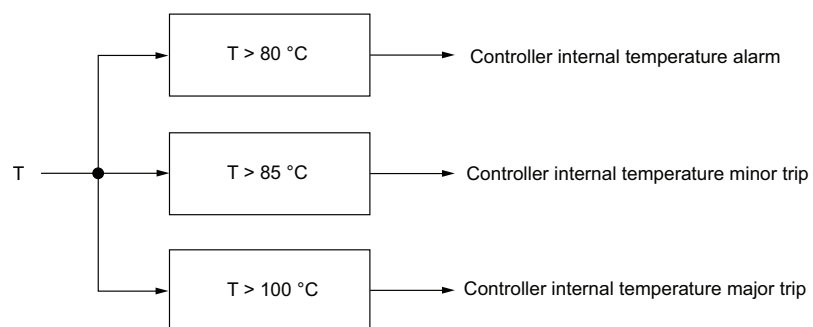 T > 80 °C
Controller internal temperature alarm
T
T > 85 °C
Controller internal temperature minor trip
T > 100 °C
Controller internal temperature major trip